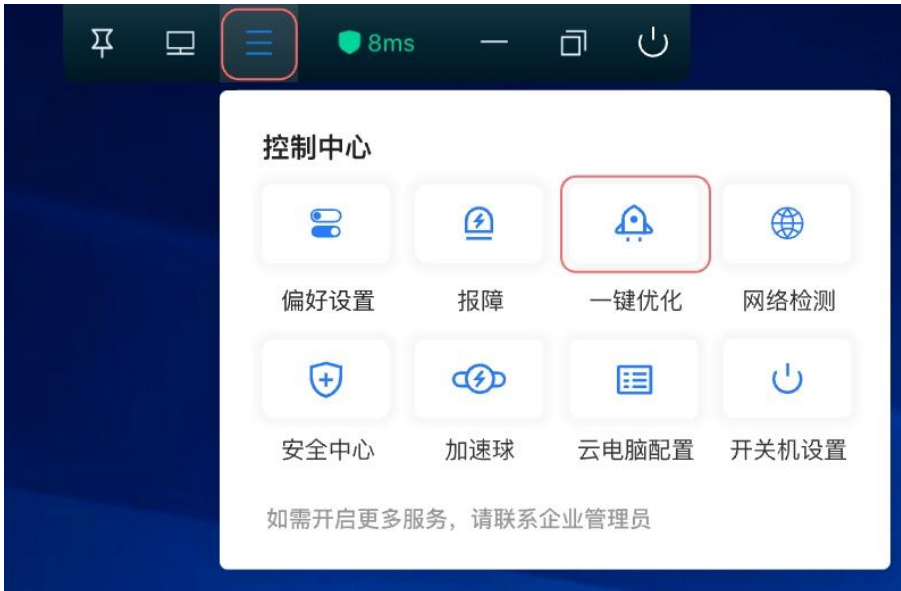 8ms
控制中心
偏好设置 报障 一键优化 网络检测
安全中心 加速球 云电脑配置 开关机设置
如需开启更多服务，请联系企业管理员